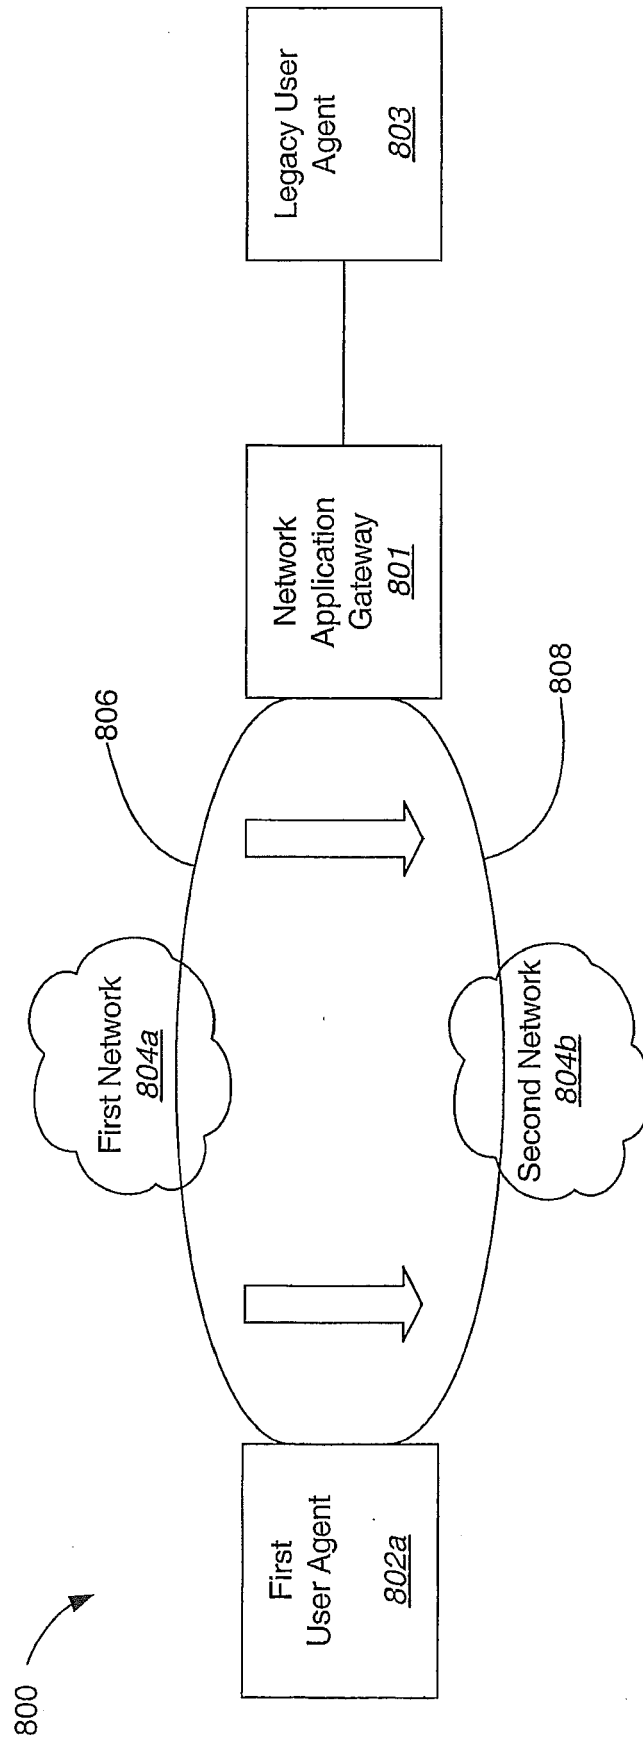 800
First
User Agent
802a
First Network
804a
Second Network
804b
806
808
Network
Application
Gateway
801
Legacy User
Agent
803